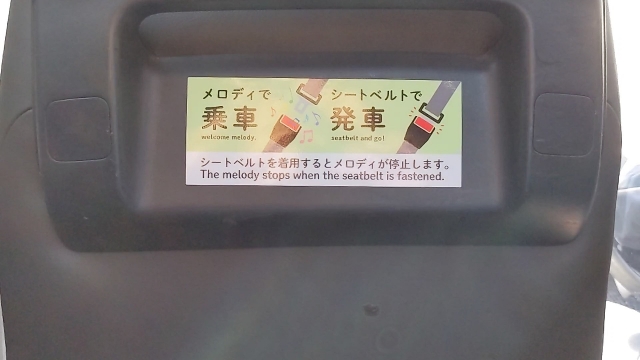 メロディで
乗車
welcome melody.
シートベルトで
発車
seatbelt and go!
シートベルトを着用するとメロディが停止します。
The melody stops when the seatbelt is fastened.